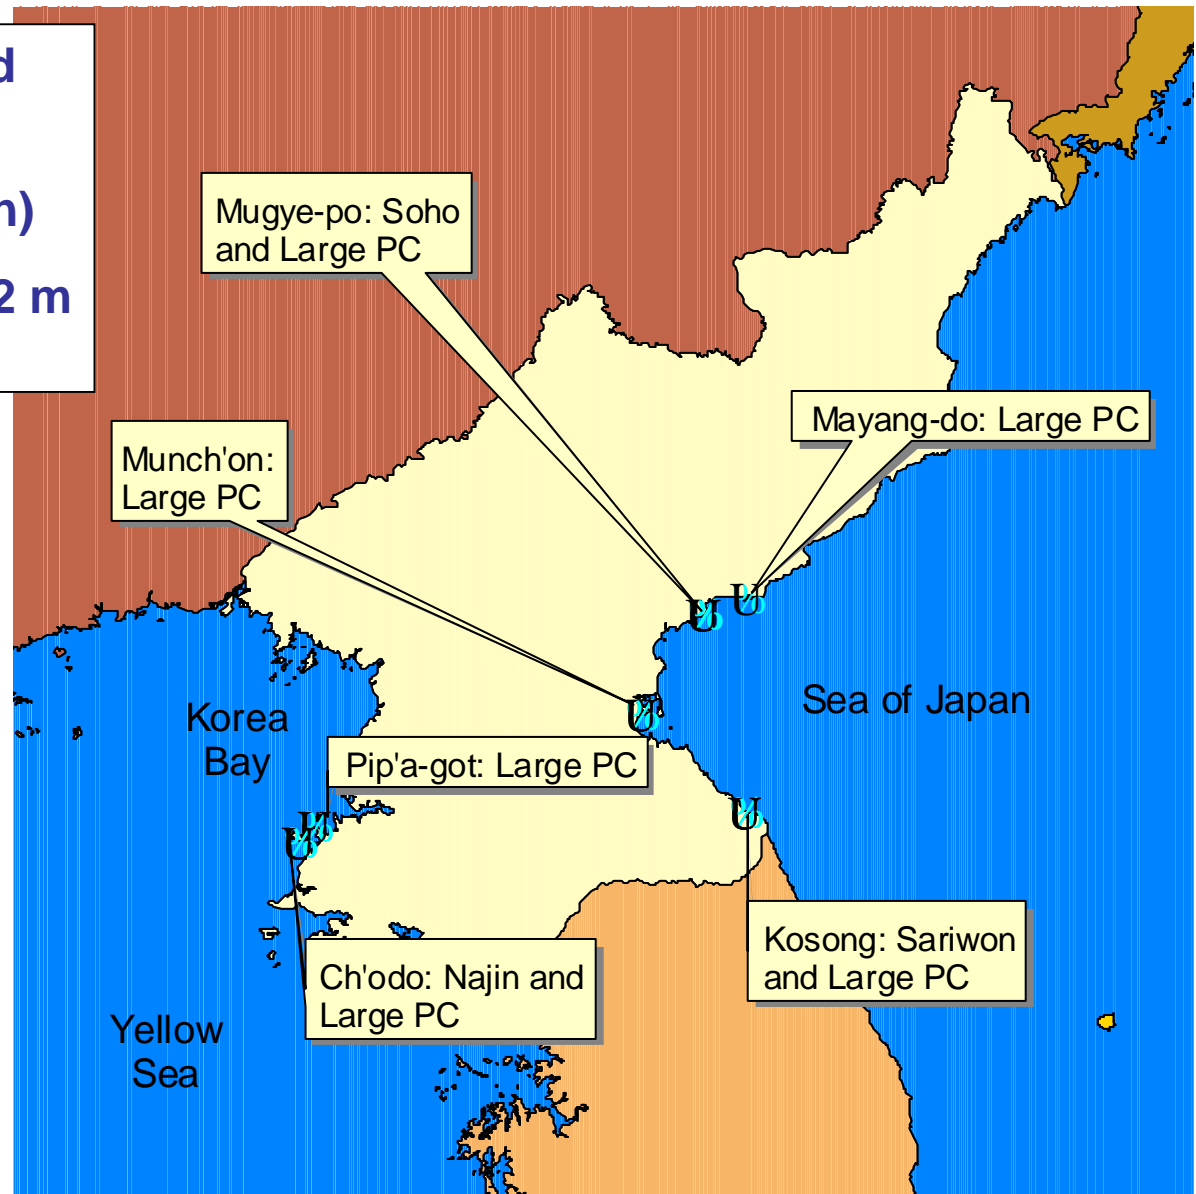 d
n)
2 m
Mugye-po: Soho
and Large PC
Mayang-do: Large PC
Munch'on:
Large PC
U
U
Sea of Japan
U
Korea
Bay
Pip'a-got: Large PC
U
U
U
Kosong: Sariwon
and Large PC
Ch'odo: Najin and
Large PC
Yellow
Sea